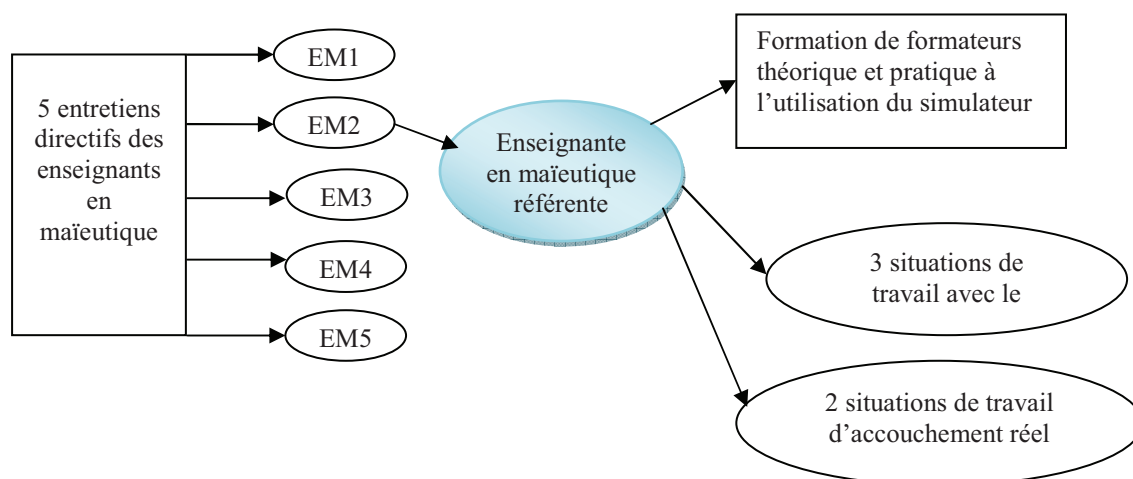 5 entretiens
directifs des
enseignants
en
maïeutique
EM1
EM2
EM3
EM4
EM5
Enseignante
en maïeutique
référente
Formation de formateurs
théorique et pratique à
l’utilisation du simulateur
3 situations de
travail avec le
2 situations de travail
d’accouchement réel